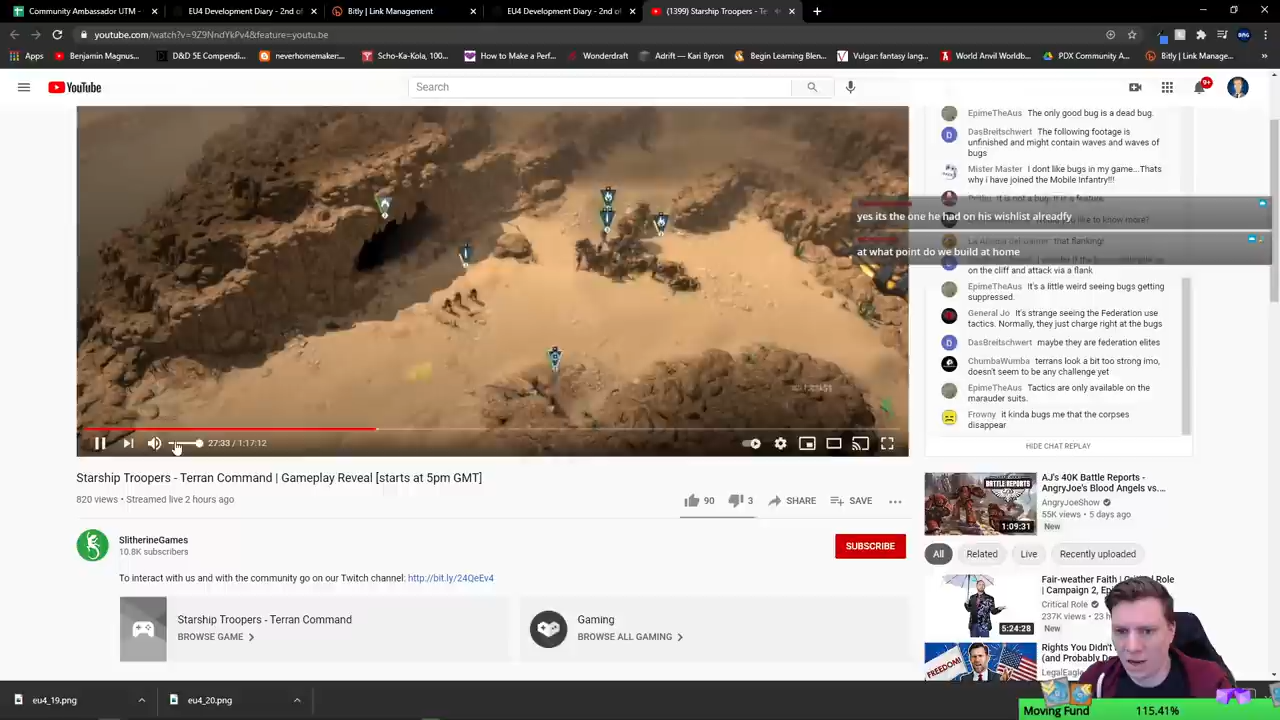 Community Ambassador UTM -
EU4 Development Diary - 2nd of
Bitly | Link Management
EU4 Development Diary - 2nd of
(1399) Starship Troopers - Te
youtube.com/watch?v=9Z9NndYkPv4&feature=youtu.be
Apps
Benjamin Magnus...
D&D 5E Compendi...
neverhomemaker:...
Scho-Ka-Kola, 100...
How to Make a Perf...
Wonderdraft
Adrift — Kari Byron
Begin Learning Blen...
Vulgar: fantasy lang...
World Anvil Worldb...
PDX Community A...
Bitly | Link Manage...
YouTube
Search
9+
EpimeTheAus The only good bug is a dead bug.
DasBreitschwert The following footage is
unfinished and might contain waves and waves of
bugs
Mister Master I dont like bugs in my game...Thats
why i have joined the Mobile Infantry!!!
yes its the one he had on his wishlist alreadfy
at what point do we build at home
on the cliff and attack via a flank
EpimeTheAus It's a little weird seeing bugs getting
suppressed.
General Jo It's strange seeing the Federation use
tactics. Normally, they just charge right at the bugs
DasBreitschwert maybe they are federation elites
ChumbaWumba terrans look a bit too strong imo,
doesn't seem to be any challenge yet
EpimeTheAus Tactics are only available on the
marauder suits.
Frowny it kinda bugs me that the corpses
disappear
HIDE CHAT REPLAY
27:33 / 1:17:12
Starship Troopers - Terran Command | Gameplay Reveal [starts at 5pm GMT]
820 views • Streamed live 2 hours ago
90
3
SHARE
SAVE
SlitherineGames
10.8K subscribers
SUBSCRIBE
To interact with us and with the community go on our Twitch channel: http://bit.ly/24QeEv4
Starship Troopers - Terran Command
BROWSE GAME
Gaming
BROWSE ALL GAMING
BATTLE REPORTS
1:09:31
AJ's 40K Battle Reports -
AngryJoe's Blood Angels vs....
AngryJoeShow
55K views • 5 days ago
New
All
Related
Live
Recently uploaded
5:24:28
Fair-weather Faith | Critical Role
| Campaign 2, Ep
Critical Role
237K views • 23 h
New
FREEDOM!
Rights You Didn't
(and Probably Do
LegalEagle
eu4_19.png
eu4_20.png
Moving Fund
115.41%